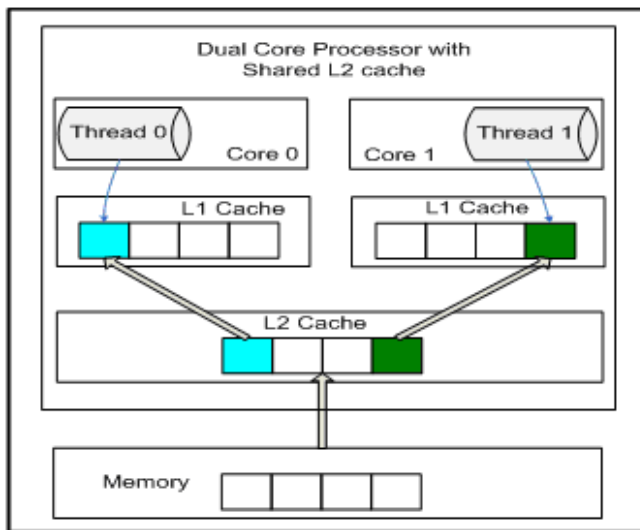 Dual Core Processor with
Shared L2 cache
Thread 0
Core 0
Thread 1
Core 1
L1 Cache
L1 Cache
L2 Cache
Memory